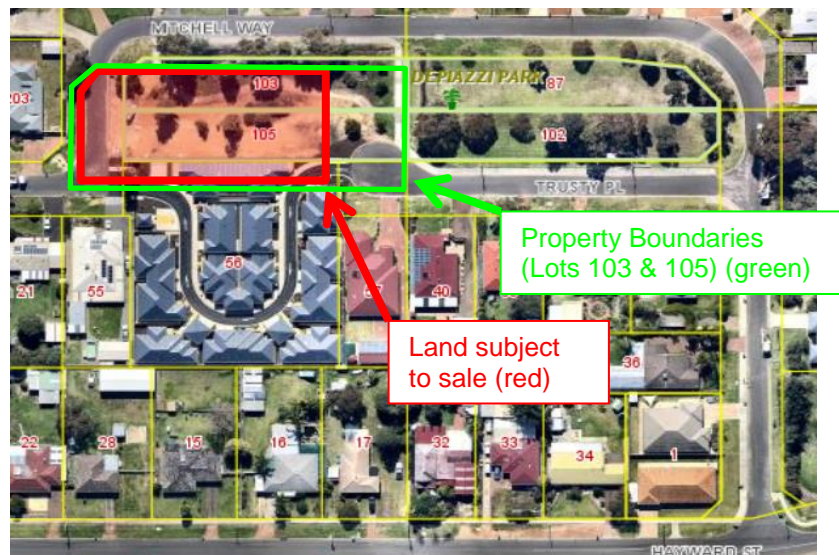 MITCHELL WAY
DEPIAZZI PARK
203
103
87
105
102
TRUSTY PL
Property Boundaries
(Lots 103 & 105) (green)
21
55
56
57
40
Land subject
to sale (red)
36
22
28
15
16
17
32
33
34
1
HAYWARD ST